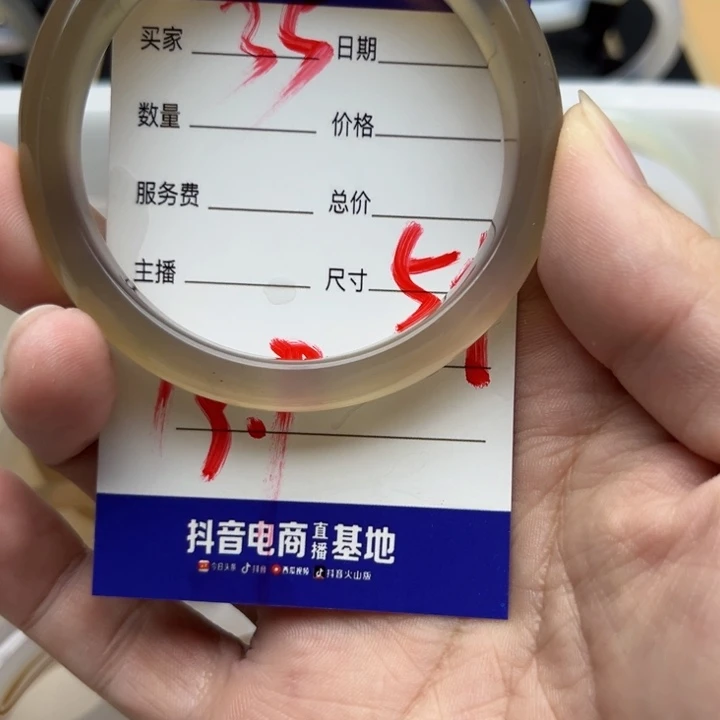 35
买家 日期
数量 价格
服务费 总价
主播 尺寸 5
抖音电商直播基地
今日头条 抖音 西瓜视频 抖音火山版